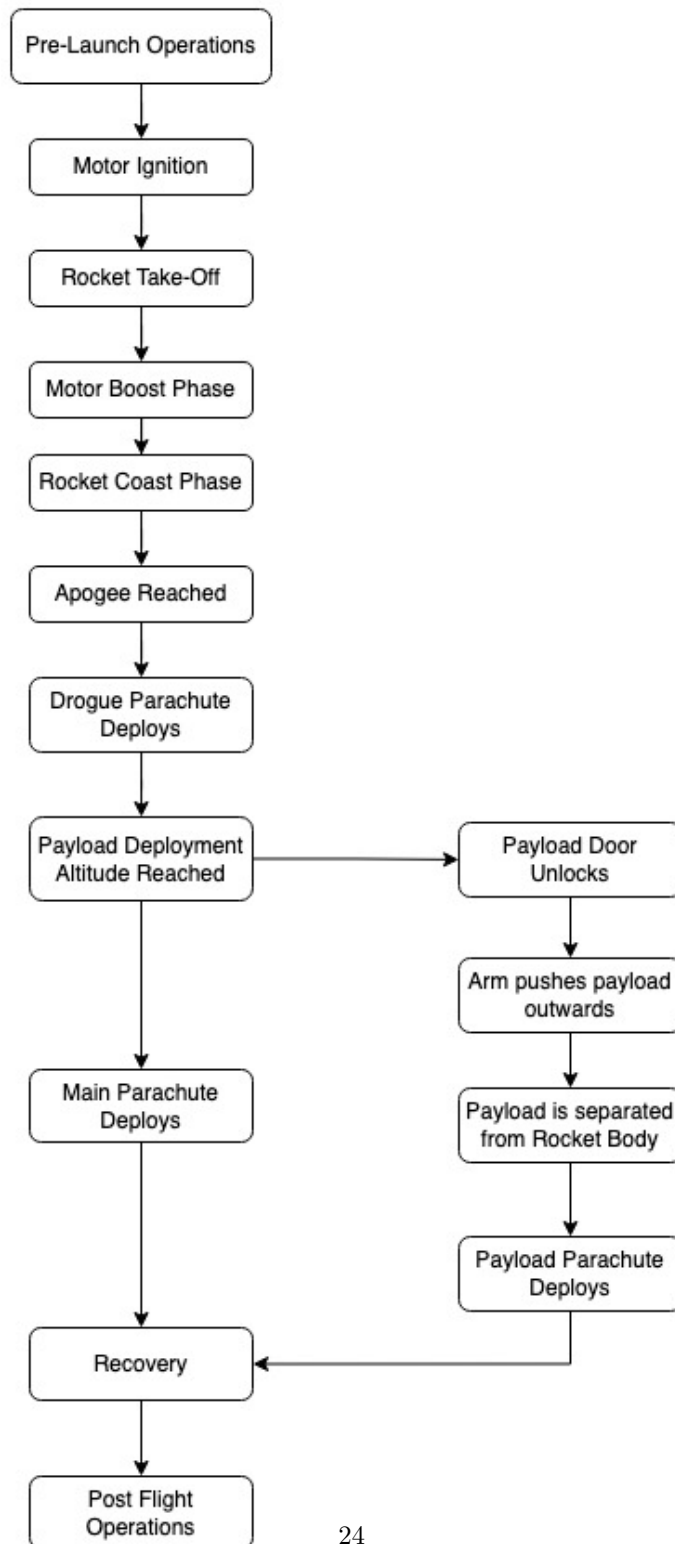 Pre-Launch Operations
Motor Ignition
Rocket Take-Off
Motor Boost Phase
Rocket Coast Phase
Apogee Reached
Drogue Parachute
Deploys
Payload Deployment
Altitude Reached
Payload Door
Unlocks
Arm pushes payload
outwards
Main Parachute
Deploys
Payload is separated
from Rocket Body
Payload Parachute
Deploys
Recovery
Post Flight
Operations
24